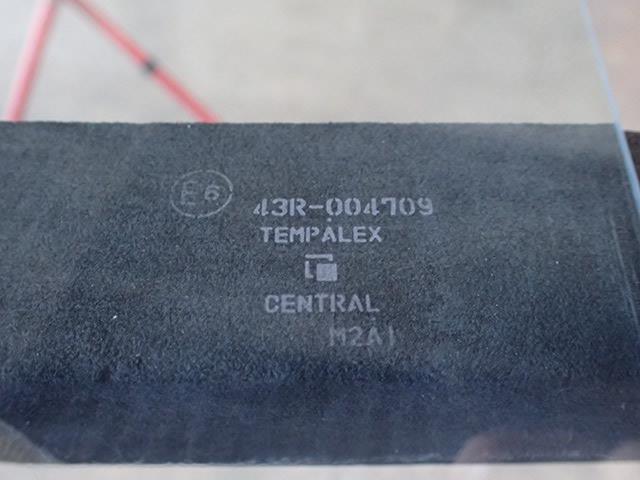 E6 43R-004709
TEMPALEX
CENTRAL
M2A1